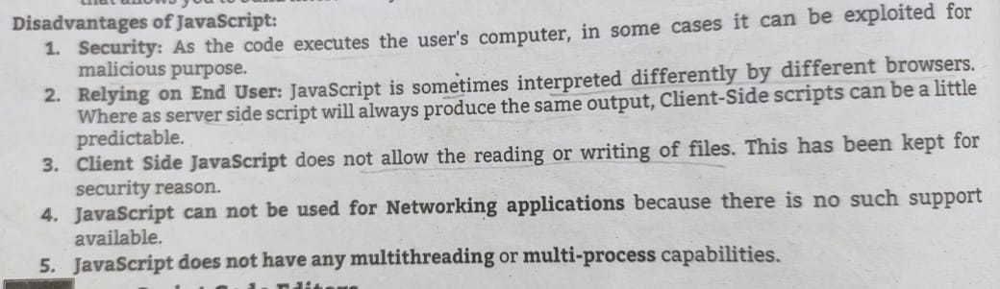 Disadvantages of JavaScript:
1. Security: As the code executes the user's computer, in some cases it can be exploited for
malicious purpose.
2. Relying on End User: JavaScript is sometimes interpreted differently by different browsers.
Where as server side script will always produce the same output, Client-Side scripts can be a little
predictable.
3. Client Side JavaScript does not allow the reading or writing of files. This has been kept for
security reason.
4. JavaScript can not be used for Networking applications because there is no such support
available.
5. JavaScript does not have any multithreading or multi-process capabilities.